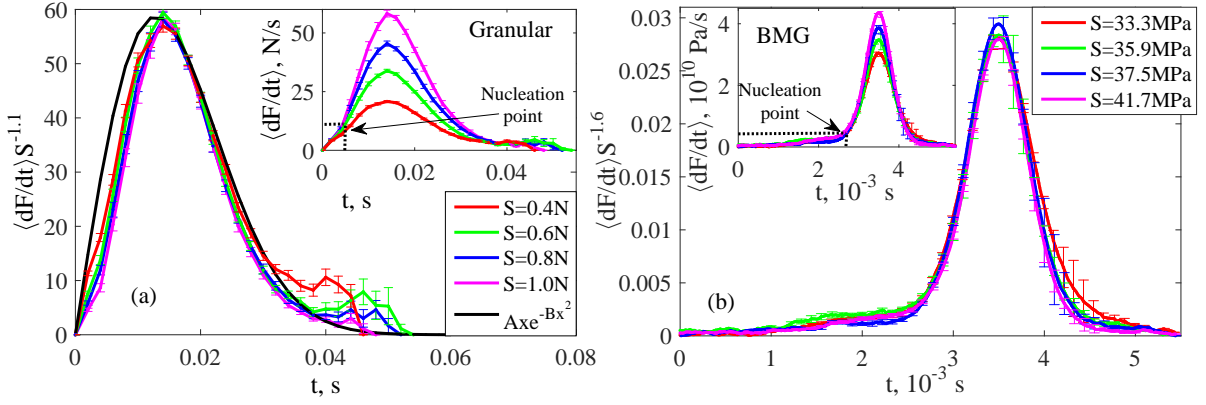 60
50
40
30
20
10
0
⟨dF/dt⟩S^-1.1
0
0.02
0.04
0.06
0.08
t, s
(a)
50
25
0
⟨dF/dt⟩, N/s
0
0.02
0.04
t, s
Granular
Nucleation
point
S=0.4N
S=0.6N
S=0.8N
S=1.0N
Axe^-Bx^2
0.03
0.025
0.02
0.015
0.01
0.005
0
⟨dF/dt⟩S^-1.6
0
1
2
3
4
5
t, 10^-3 s
(b)
4
2
0
⟨dF/dt⟩, 10^10 Pa/s
0
2
4
t, 10^-3 s
BMG
Nucleation
point
S=33.3MPa
S=35.9MPa
S=37.5MPa
S=41.7MPa